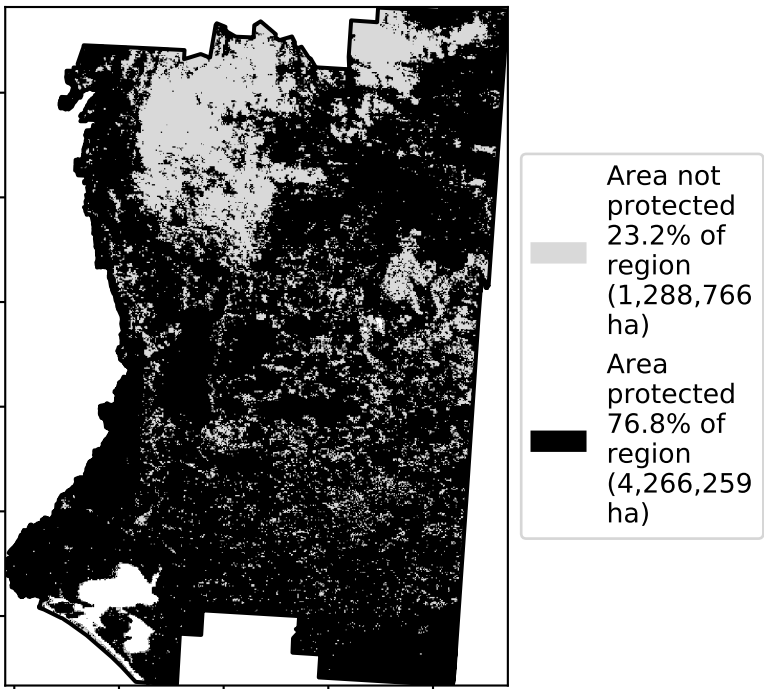 Area not
protected
23.2% of
region
(1,288,766
ha)
Area
protected
76.8% of
region
(4,266,259
ha)